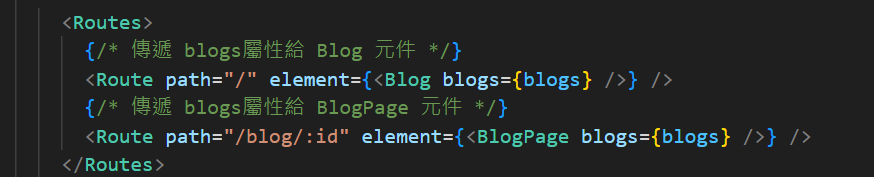 <Routes>
{/* 傳遞 blogs屬性給 Blog 元件 */}
<Route path="/" element={<Blog blogs={blogs} />} />
{/* 傳遞 blogs屬性給 BlogPage 元件 */}
<Route path="/blog/:id" element={<BlogPage blogs={blogs} />} />
</Routes>